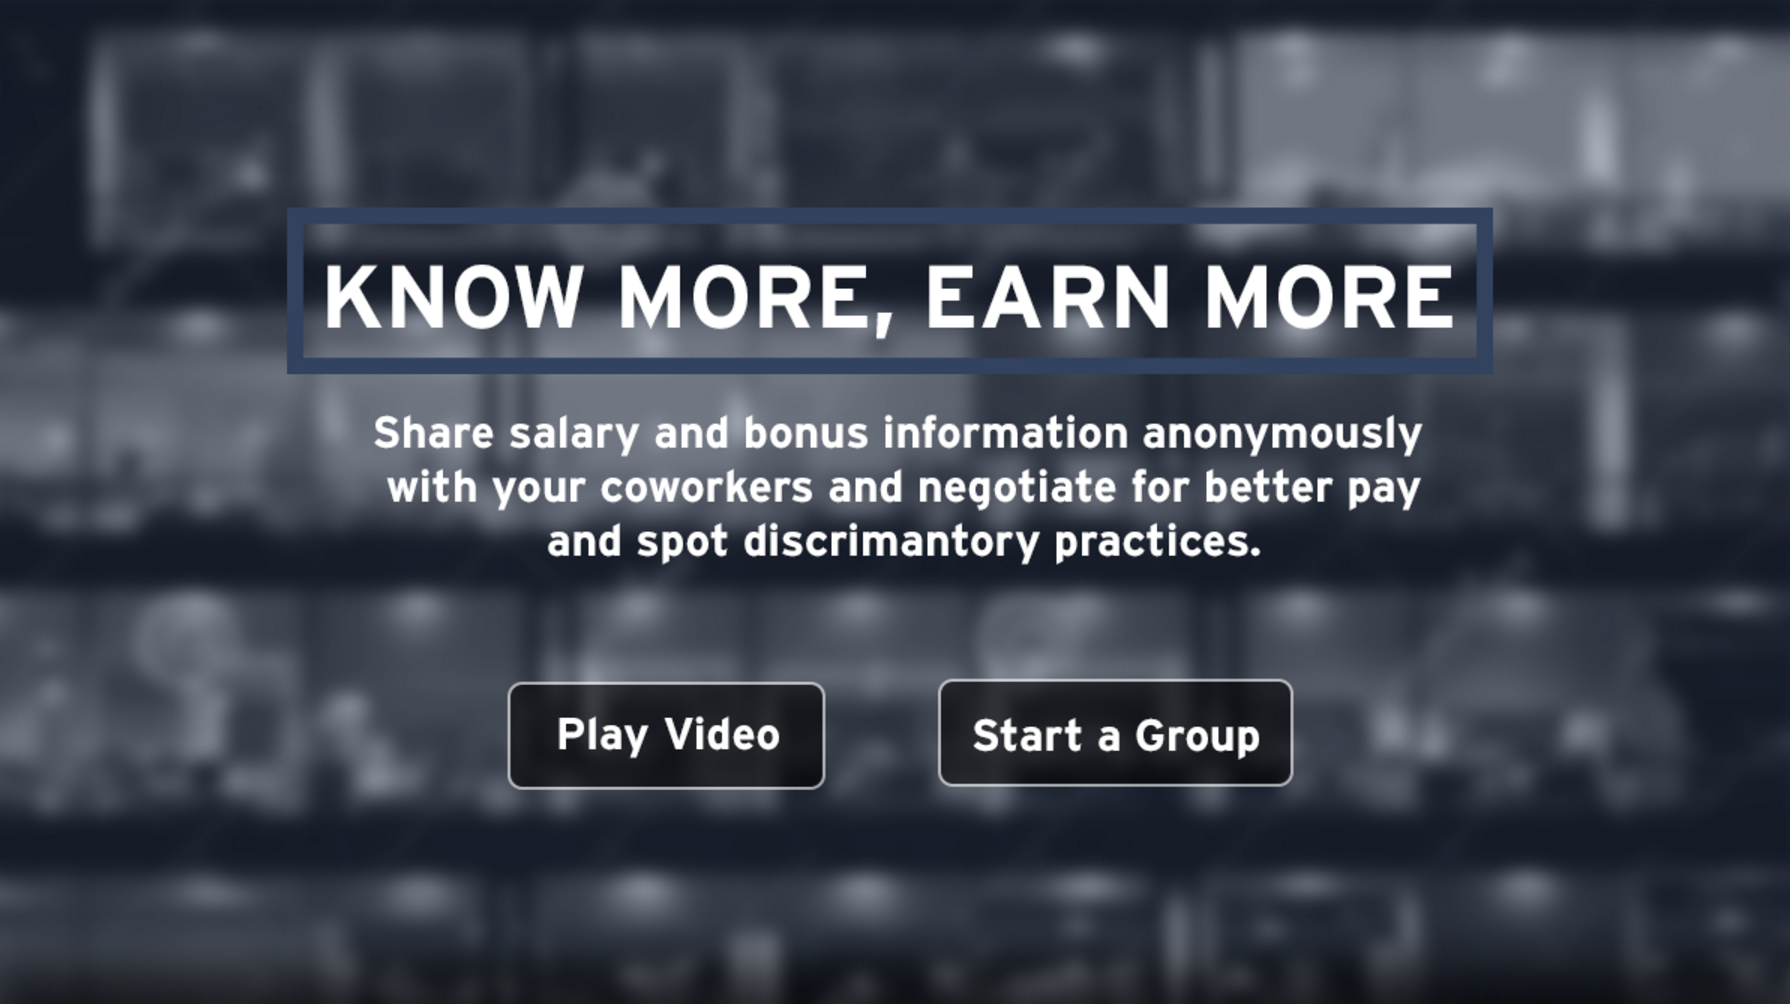 KNOW MORE, EARN MORE
Share salary and bonus information anonymously
with your coworkers and negotiate for better pay
and spot discrimantory practices.
Play Video
Start a Group